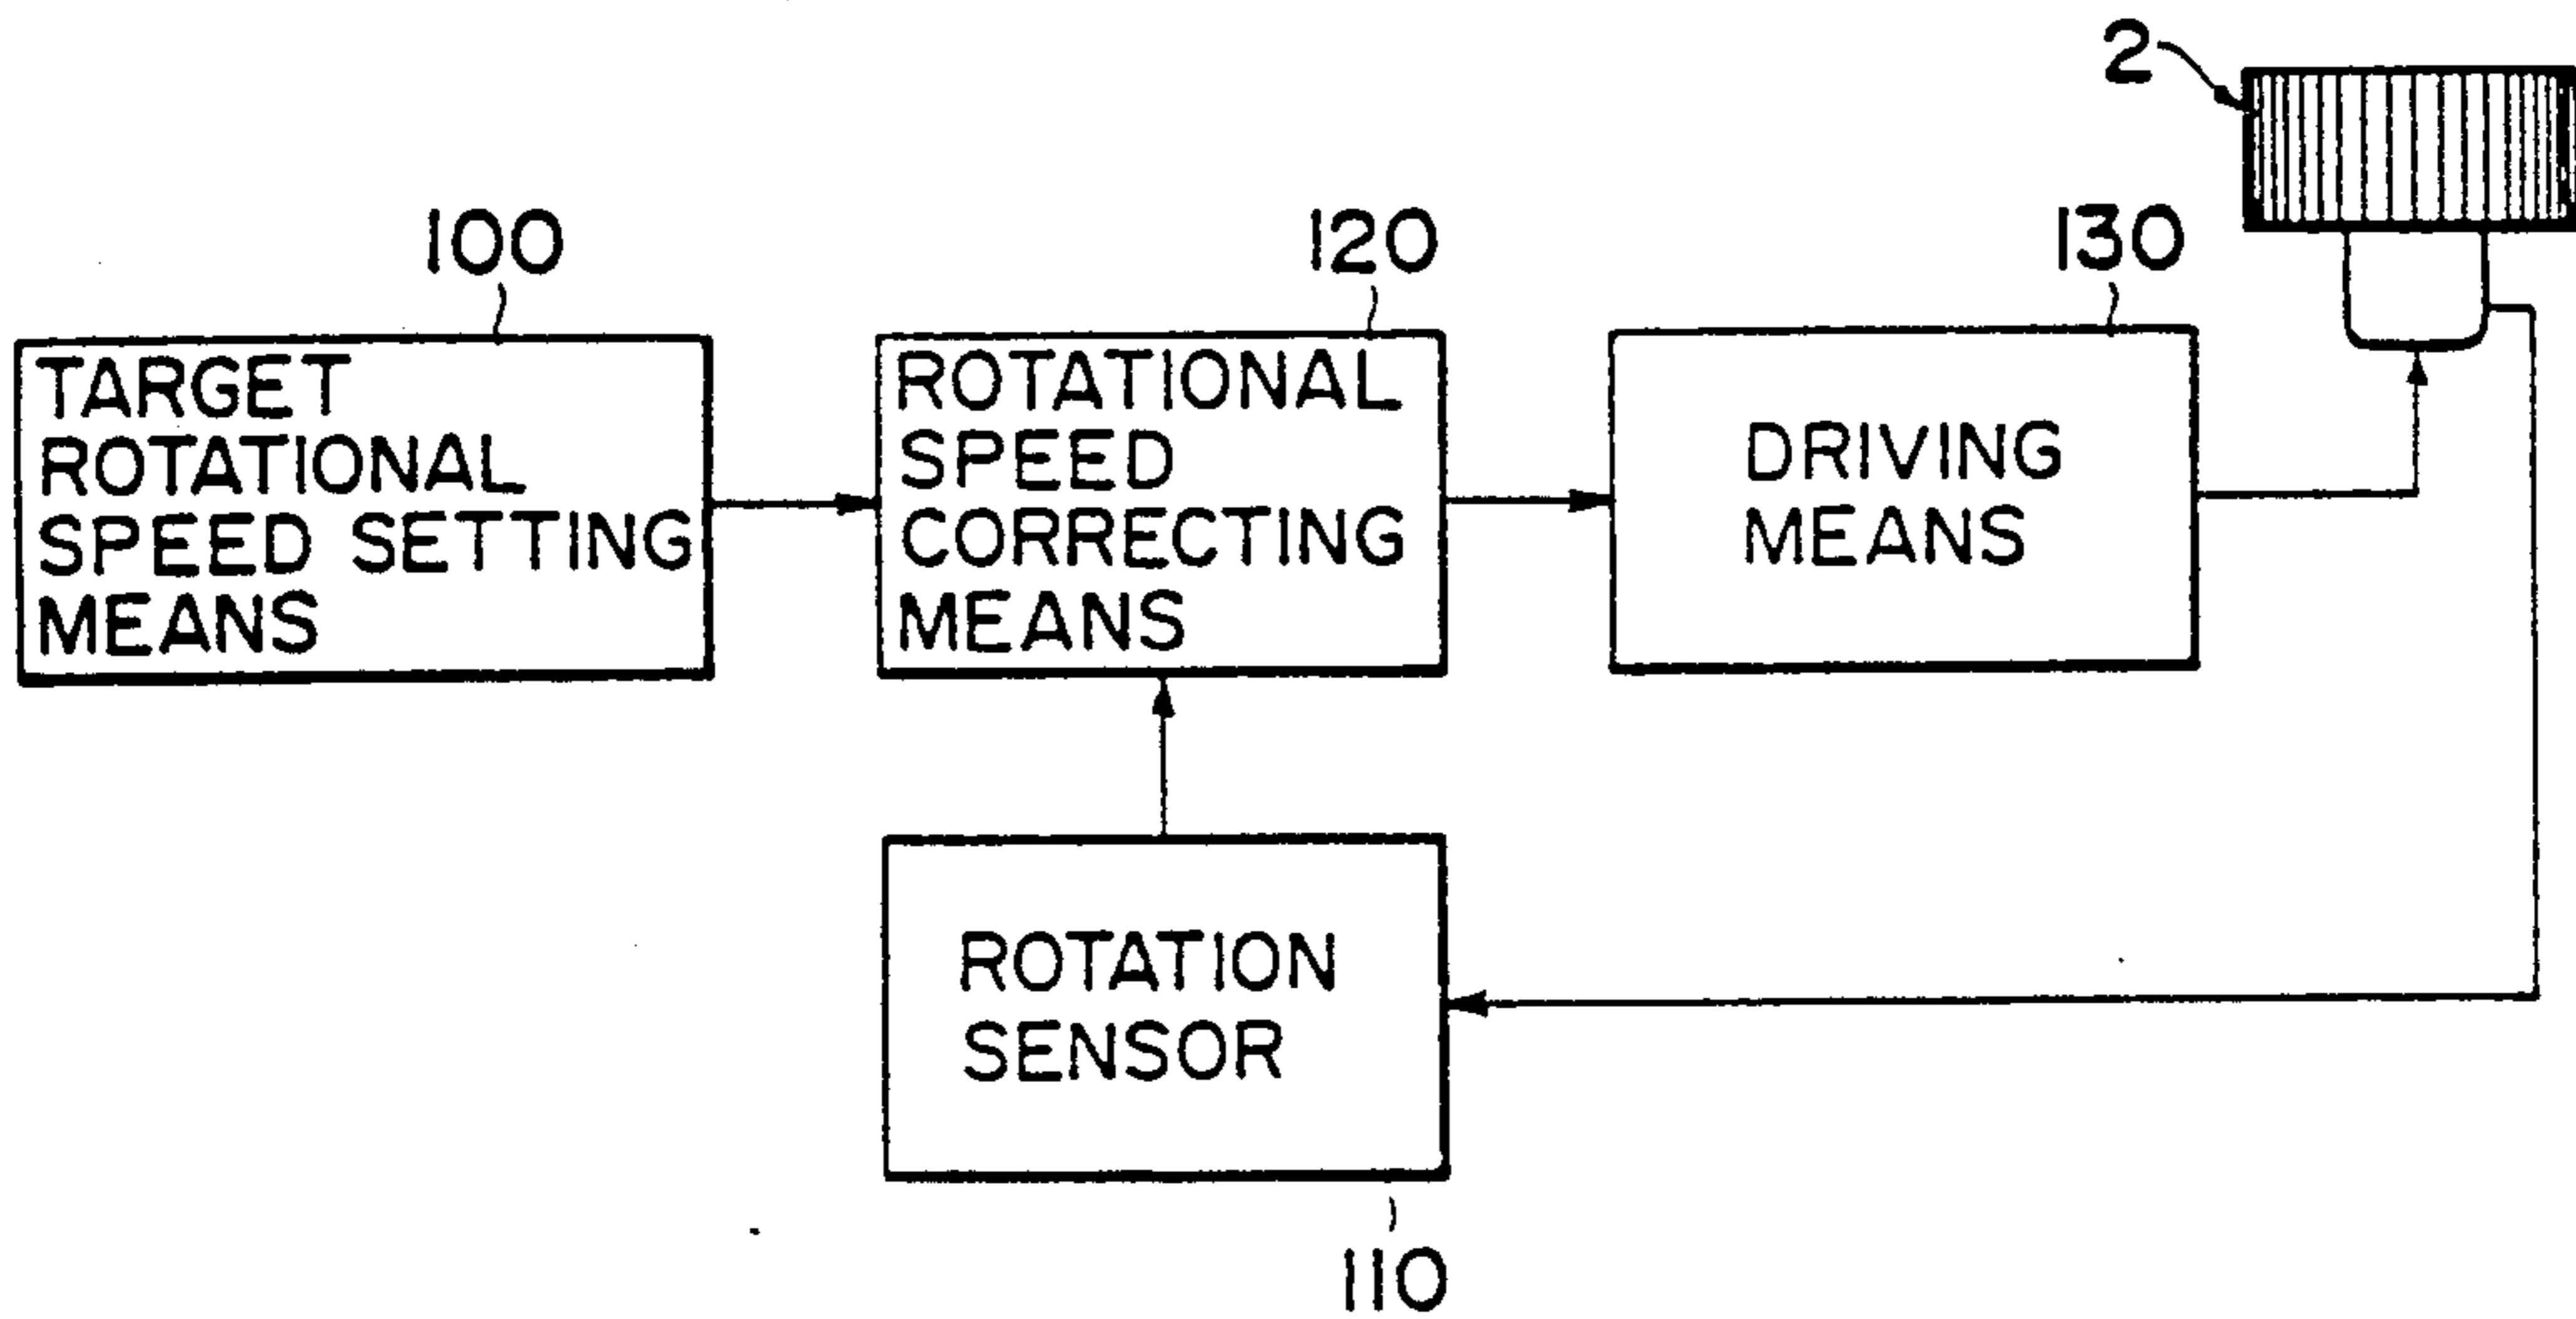 2
100
120
130
TARGET
ROTATIONAL
SPEED SETTING
MEANS
ROTATIONAL
SPEED
CORRECTING
MEANS
DRIVING
MEANS
ROTATION
SENSOR
110